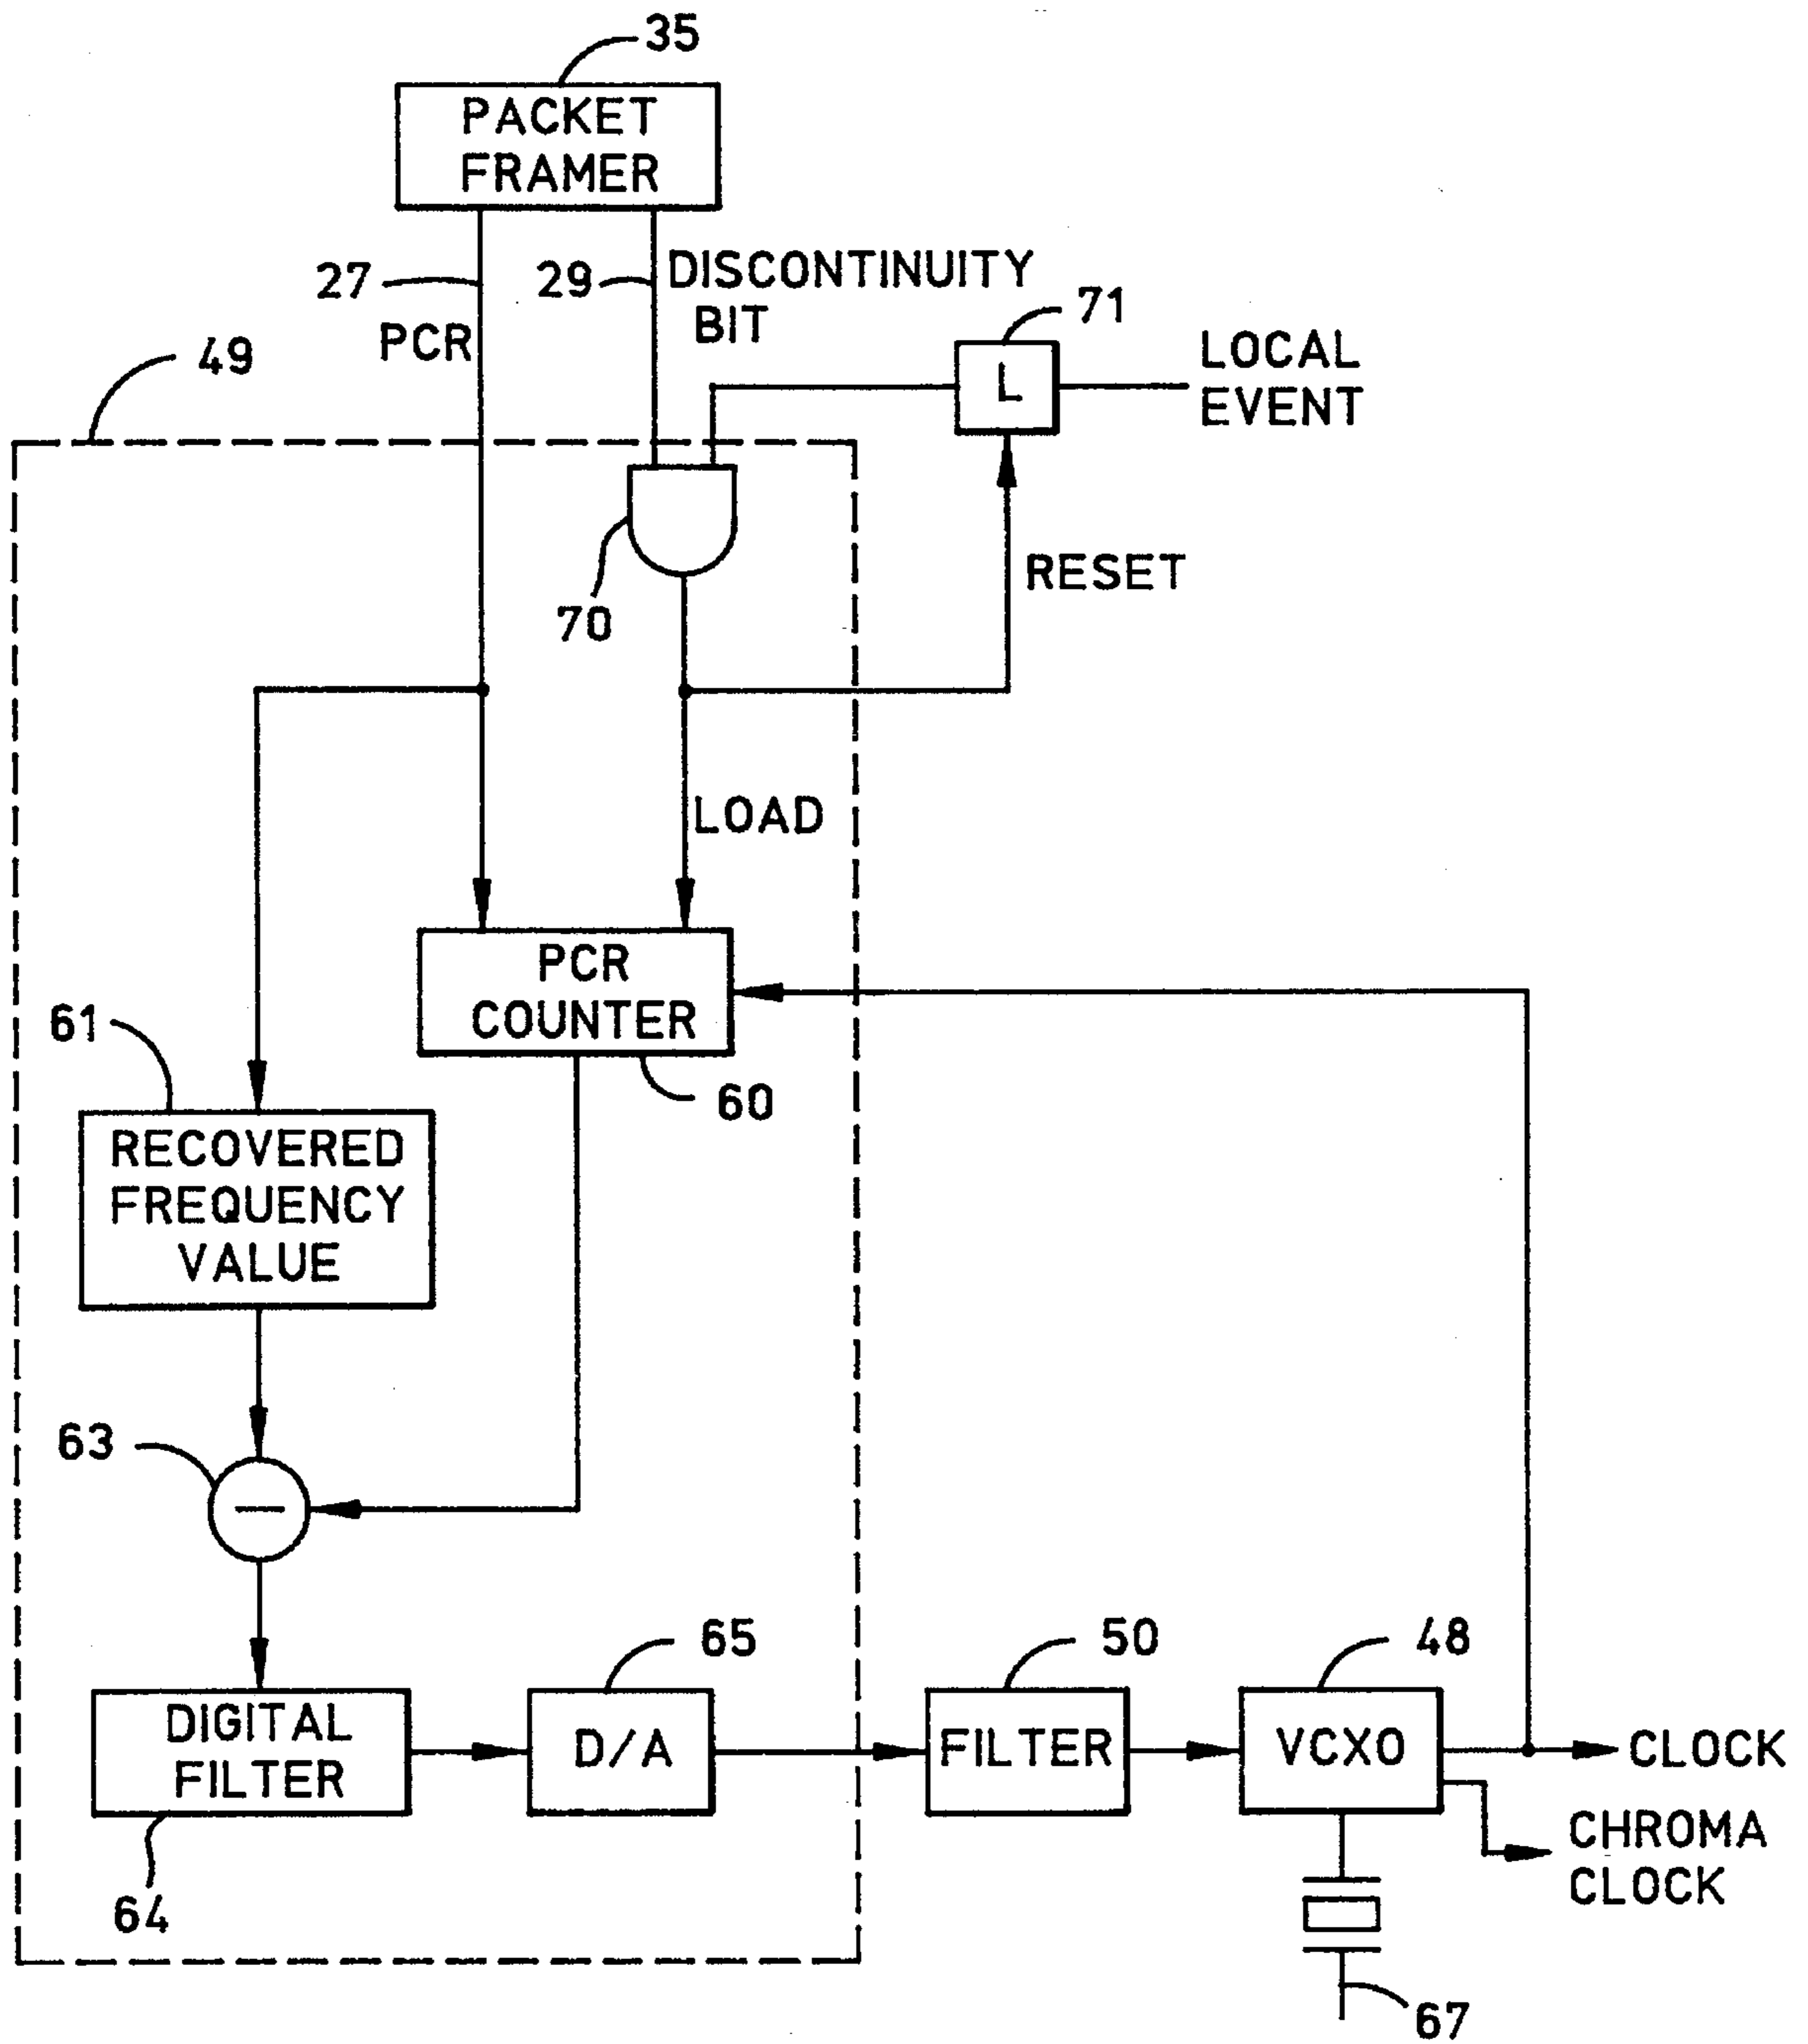 35
PACKET
FRAMER
27
29
DISCONTINUITY
BIT
PCR
49
71
L
LOCAL
EVENT
70
RESET
LOAD
PCR
COUNTER
60
61
RECOVERED
FREQUENCY
VALUE
63
DIGITAL
FILTER
64
65
D/A
50
FILTER
48
VCXO
CLOCK
CHROMA
CLOCK
67